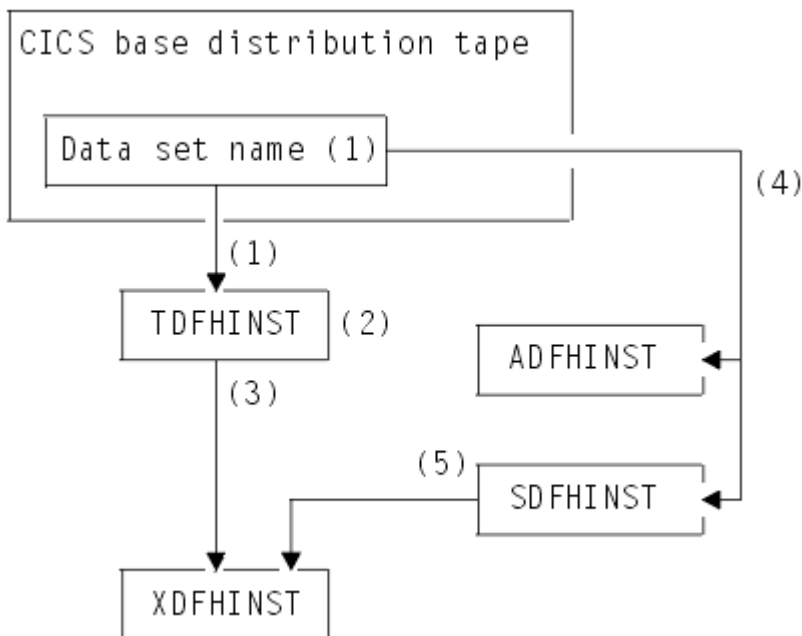 CICS base distribution tape
Data set name (1)
(4)
(1)
TDFHINST (2)
ADFHINST
(3)
(5)
SDFHINST
XDFHINST